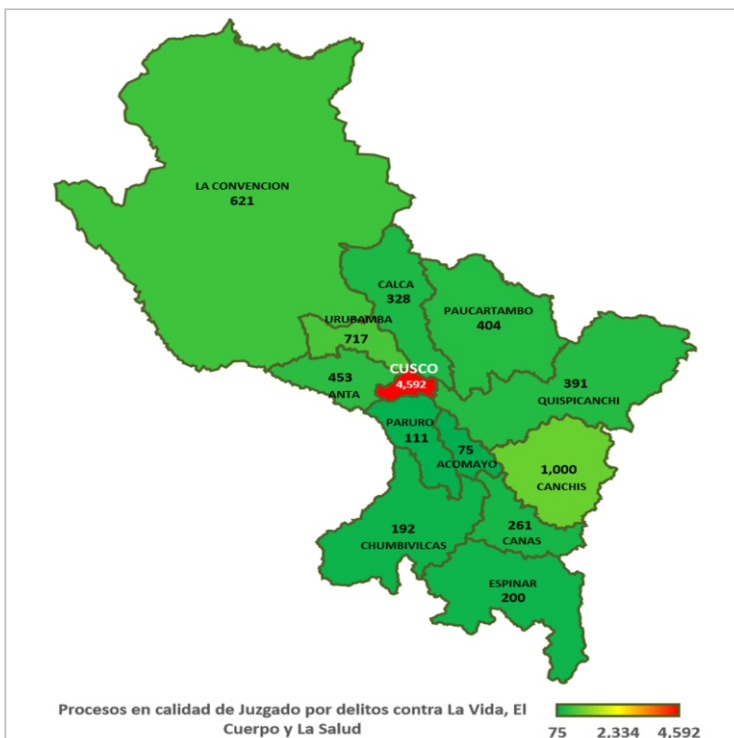 LA CONVENCION
621
CALCA
328
PAUCARTAMBO
404
URUBAMBA
717
CUSCO
4,592
453
ANTA
391
QUISPICANCHI
PARURO
111
75
ACOMAYO
1,000
CANCHIS
192
CHUMBIVILCAS
261
CANAS
ESPINAR
200
Procesos en calidad de Juzgado por delitos contra La Vida, El
Cuerpo y La Salud
75 2,334 4,592